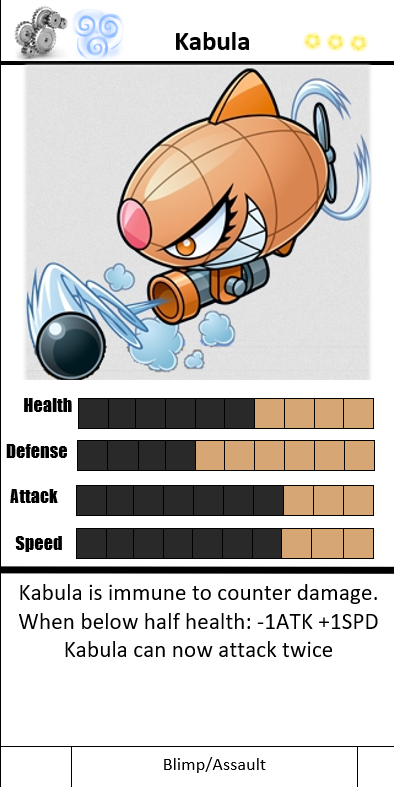 Kabula
Health
Defense
Attack
Speed
Kabula is immune to counter damage.
When below half health: -1ATK +1SPD
Kabula can now attack twice
Blimp/Assault